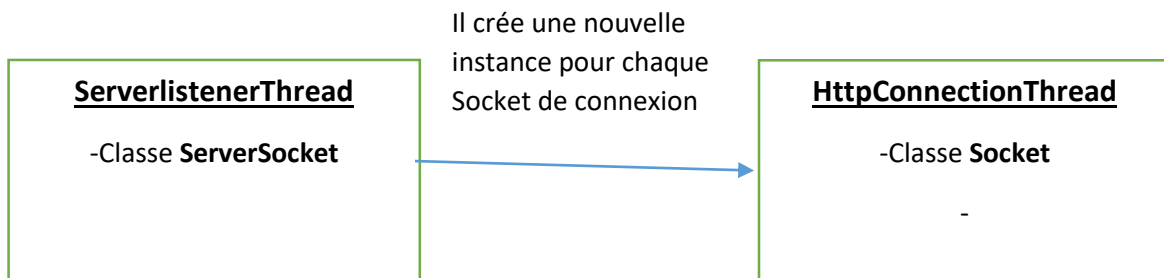 Il crée une nouvelle
instance pour chaque
Socket de connexion
ServerlistenerThread
-Classe ServerSocket
HttpConnectionThread
-Classe Socket
-